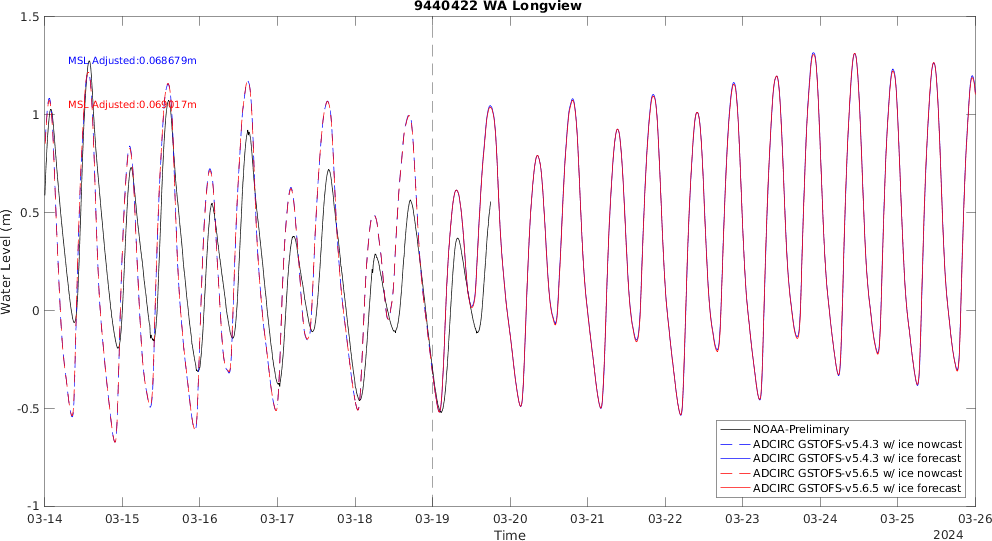 9440422 WA Longview
MSL Adjusted:0.068679m
MSL Adjusted:0.069017m
Water Level (m)
1.5
1
0.5
0
-0.5
-1
NOAA-Preliminary
ADCIRC GSTOFS-v5.4.3 w/ ice nowcast
ADCIRC GSTOFS-v5.4.3 w/ ice forecast
ADCIRC GSTOFS-v5.6.5 w/ ice nowcast
ADCIRC GSTOFS-v5.6.5 w/ ice forecast
03-14 03-15 03-16 03-17 03-18 03-19 03-20 03-21 03-22 03-23 03-24 03-25 03-26
Time
2024